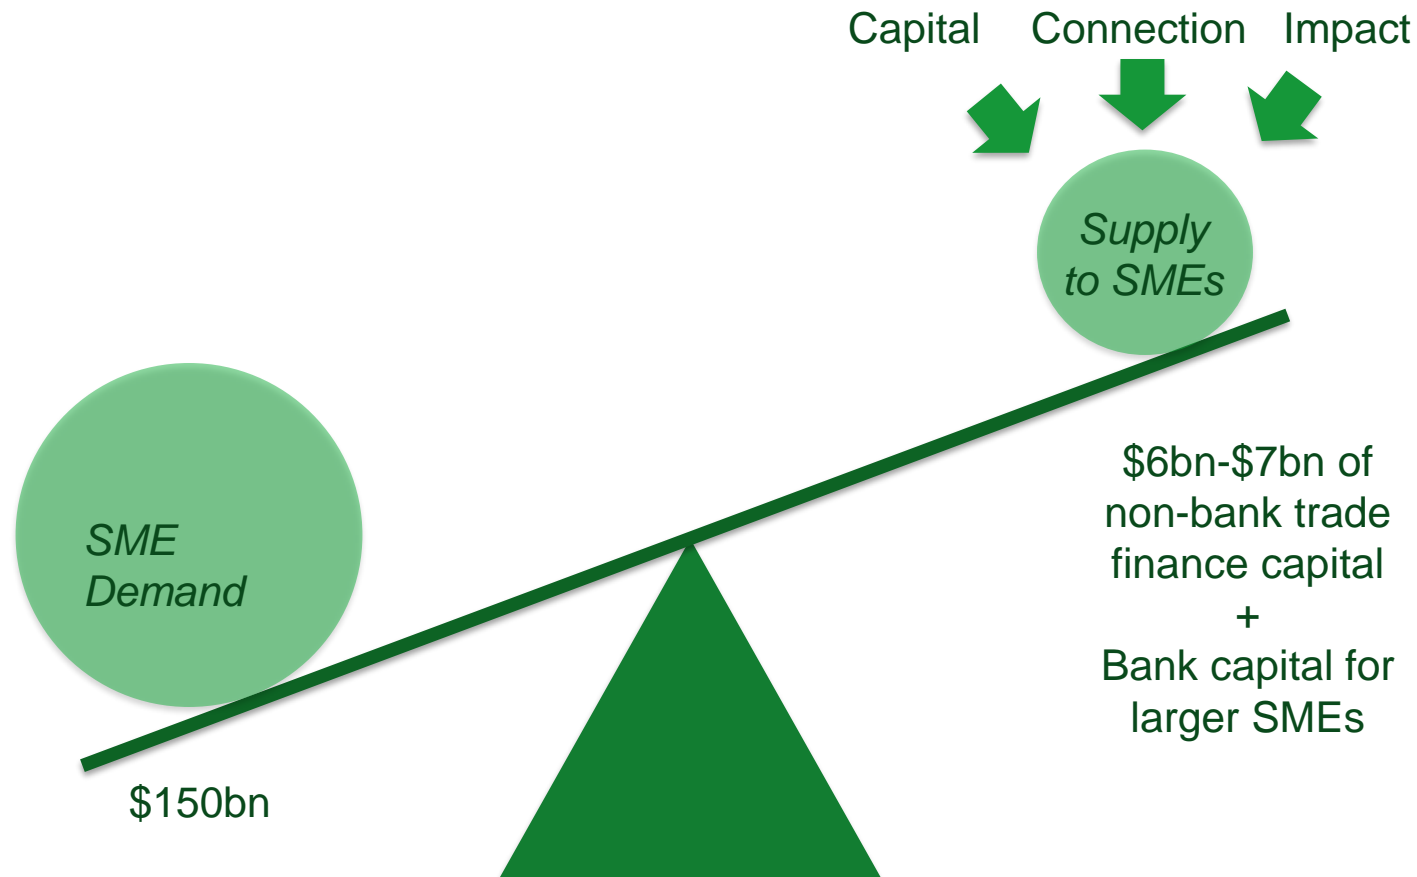 Capital Connection Impact
Supply
to SMEs
SME
Demand
$6bn-$7bn of
non-bank trade
finance capital
+
Bank capital for
larger SMEs
$150bn